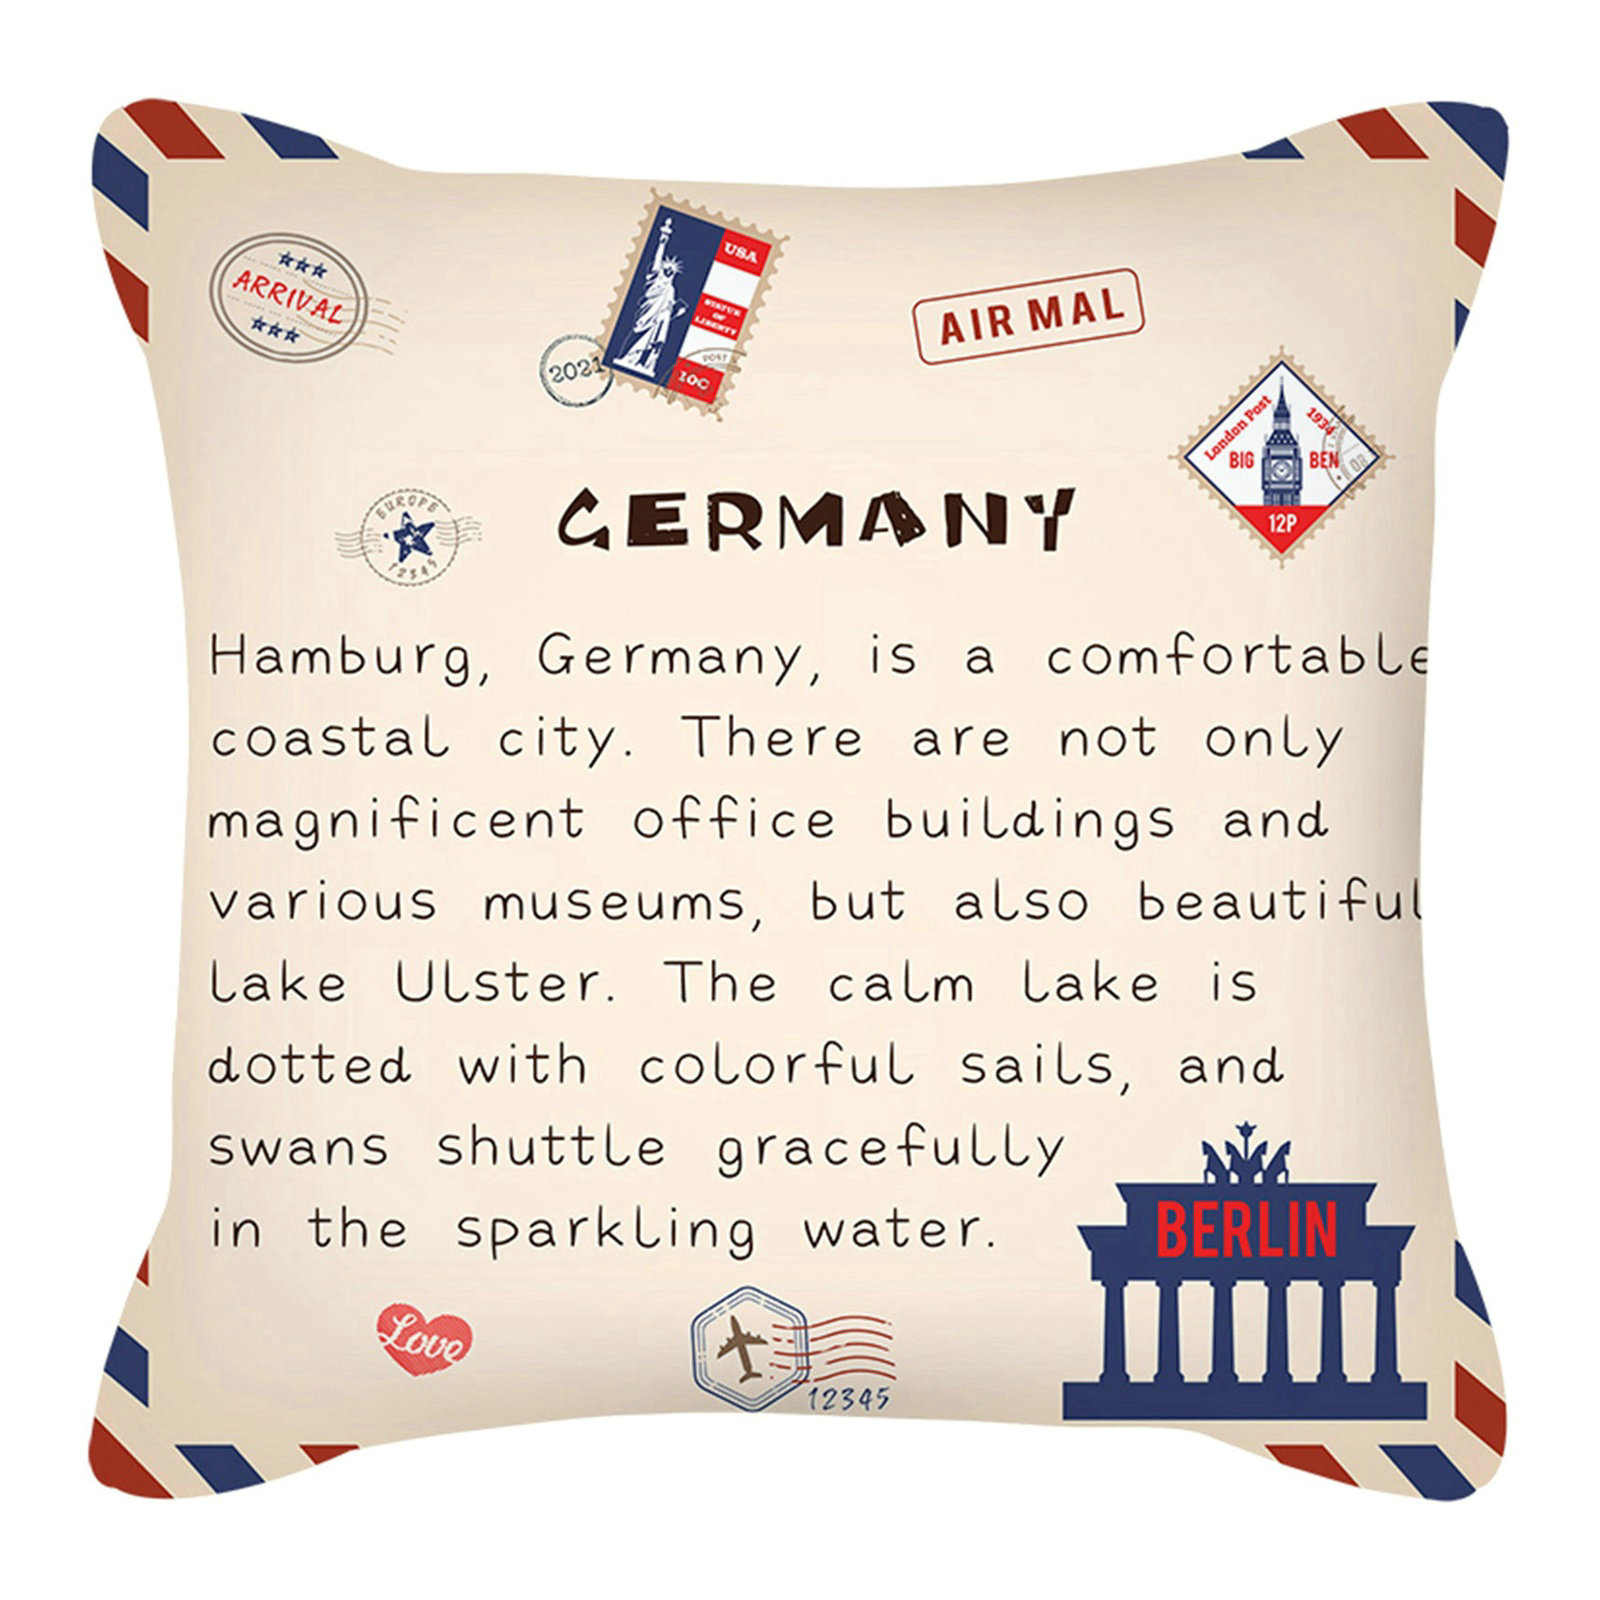 ARRIVAL
USA
STATUE
OF
LIBERTY
POST
10C
2021
AIR MAL
London Post
1934
BIG BEN
08
12P
EUROPE
12345
GERMANY
Hamburg, Germany, is a comfortable
coastal city. There are not only
magnificent office buildings and
various museums, but also beautiful
Lake Ulster. The calm lake is
dotted with colorful sails, and
swans shuttle gracefully
in the sparkling water.
BERLIN
Love
12345